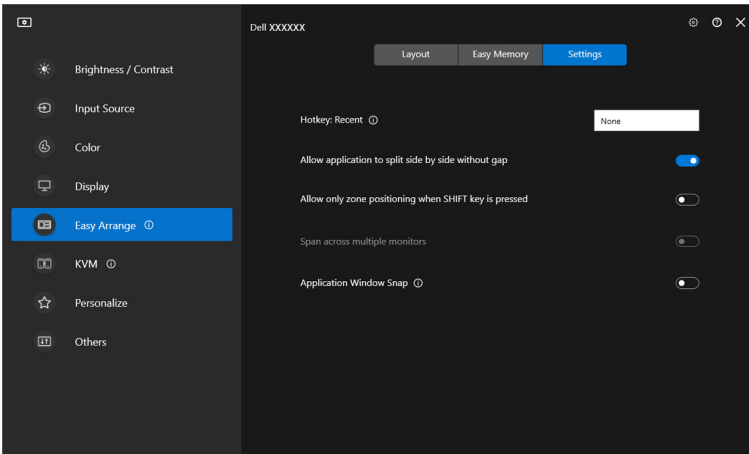 Dell XXXXXX
Brightness / Contrast
Input Source
Color
Display
Easy Arrange
KVM
Personalize
Others
Layout
Easy Memory
Settings
Hotkey: Recent
None
Allow application to split side by side without gap
Allow only zone positioning when SHIFT key is pressed
Span across multiple monitors
Application Window Snap